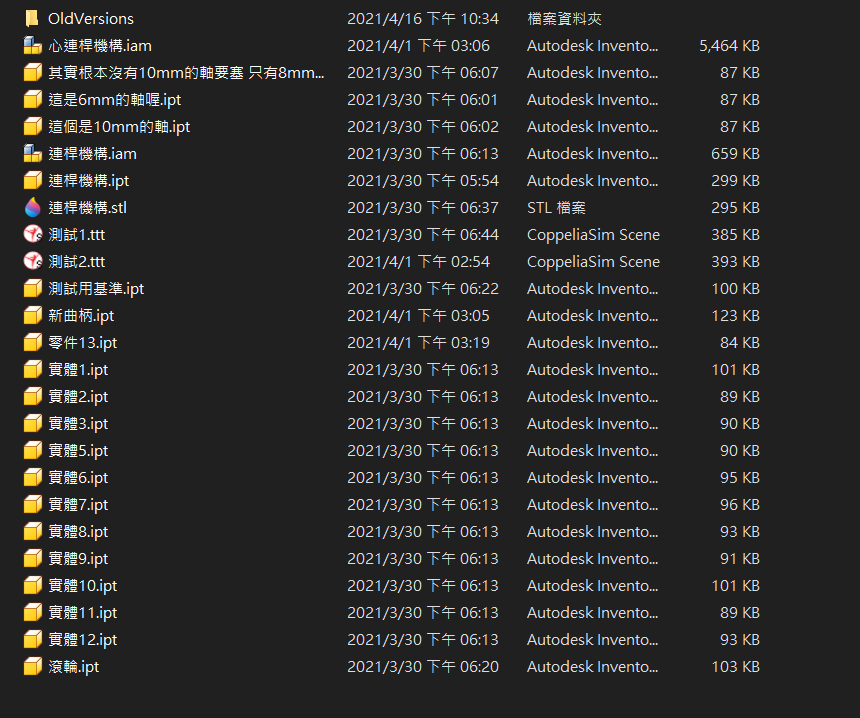 OldVersions 2021/4/16 下午 10:34 檔案資料夾
心連桿機構.iam 2021/4/1 下午 03:06 Autodesk Invento... 5,464 KB
其實根本沒有10mm的軸要塞 只有8mm... 2021/3/30 下午 06:07 Autodesk Invento... 87 KB
這是6mm的軸喔.ipt 2021/3/30 下午 06:01 Autodesk Invento... 87 KB
這個是10mm的軸.ipt 2021/3/30 下午 06:02 Autodesk Invento... 87 KB
連桿機構.iam 2021/3/30 下午 06:13 Autodesk Invento... 659 KB
連桿機構.ipt 2021/3/30 下午 05:54 Autodesk Invento... 299 KB
連桿機構.stl 2021/3/30 下午 06:37 STL 檔案 295 KB
測試1.ttt 2021/3/30 下午 06:44 CoppeliaSim Scene 385 KB
測試2.ttt 2021/4/1 下午 02:54 CoppeliaSim Scene 393 KB
測試用基準.ipt 2021/3/30 下午 06:22 Autodesk Invento... 100 KB
新曲柄.ipt 2021/4/1 下午 03:05 Autodesk Invento... 123 KB
零件13.ipt 2021/4/1 下午 03:19 Autodesk Invento... 84 KB
實體1.ipt 2021/3/30 下午 06:13 Autodesk Invento... 101 KB
實體2.ipt 2021/3/30 下午 06:13 Autodesk Invento... 89 KB
實體3.ipt 2021/3/30 下午 06:13 Autodesk Invento... 90 KB
實體5.ipt 2021/3/30 下午 06:13 Autodesk Invento... 90 KB
實體6.ipt 2021/3/30 下午 06:13 Autodesk Invento... 95 KB
實體7.ipt 2021/3/30 下午 06:13 Autodesk Invento... 96 KB
實體8.ipt 2021/3/30 下午 06:13 Autodesk Invento... 93 KB
實體9.ipt 2021/3/30 下午 06:13 Autodesk Invento... 91 KB
實體10.ipt 2021/3/30 下午 06:13 Autodesk Invento... 101 KB
實體11.ipt 2021/3/30 下午 06:13 Autodesk Invento... 89 KB
實體12.ipt 2021/3/30 下午 06:13 Autodesk Invento... 93 KB
滾輪.ipt 2021/3/30 下午 06:20 Autodesk Invento... 103 KB